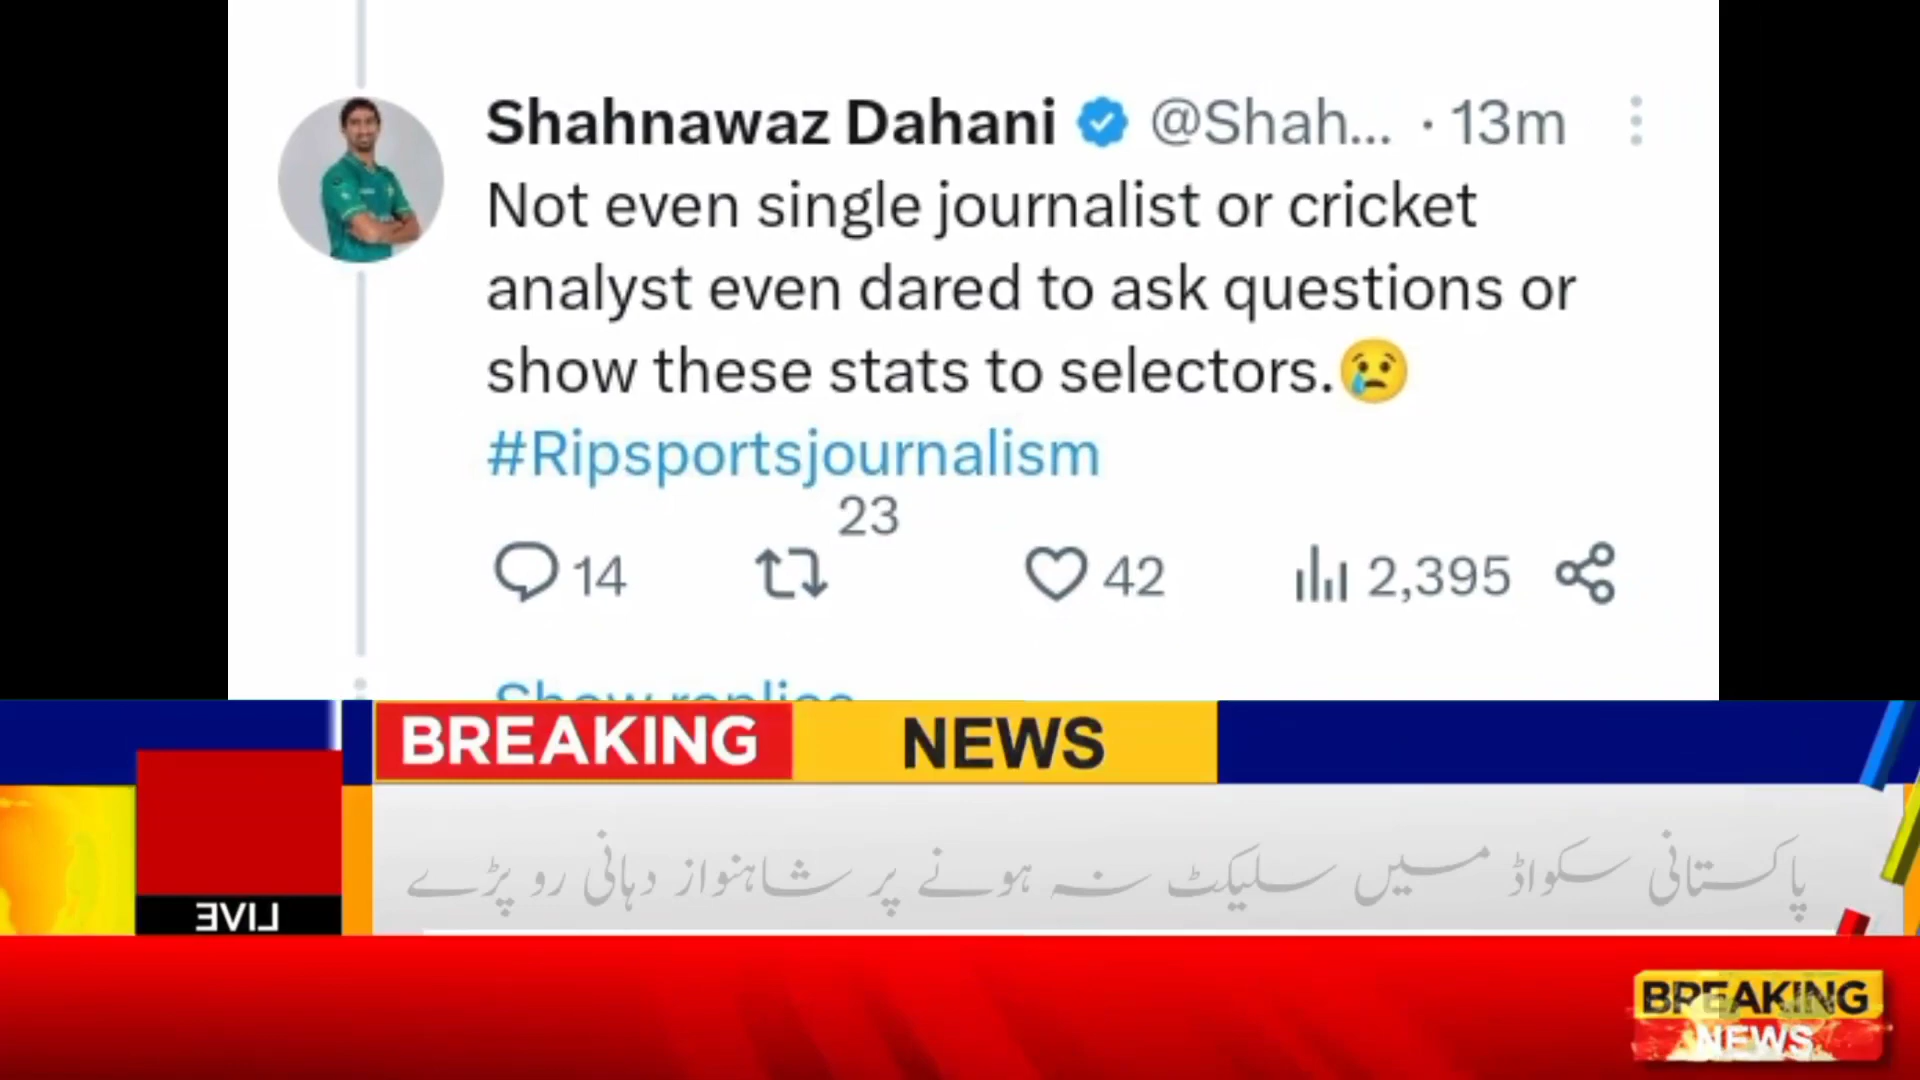 Shahnawaz Dahani @Shah... · 13m
Not even single journalist or cricket
analyst even dared to ask questions or
show these stats to selectors.😢
#Ripsportsjournalism
14 23 42 2,395
Show replies
BREAKING NEWS
پاکستانی سکواڈ میں سلیکٹ نہ ہونے پر شاہنواز دہانی رو پڑے
LIVE
BREAKING
NEWS